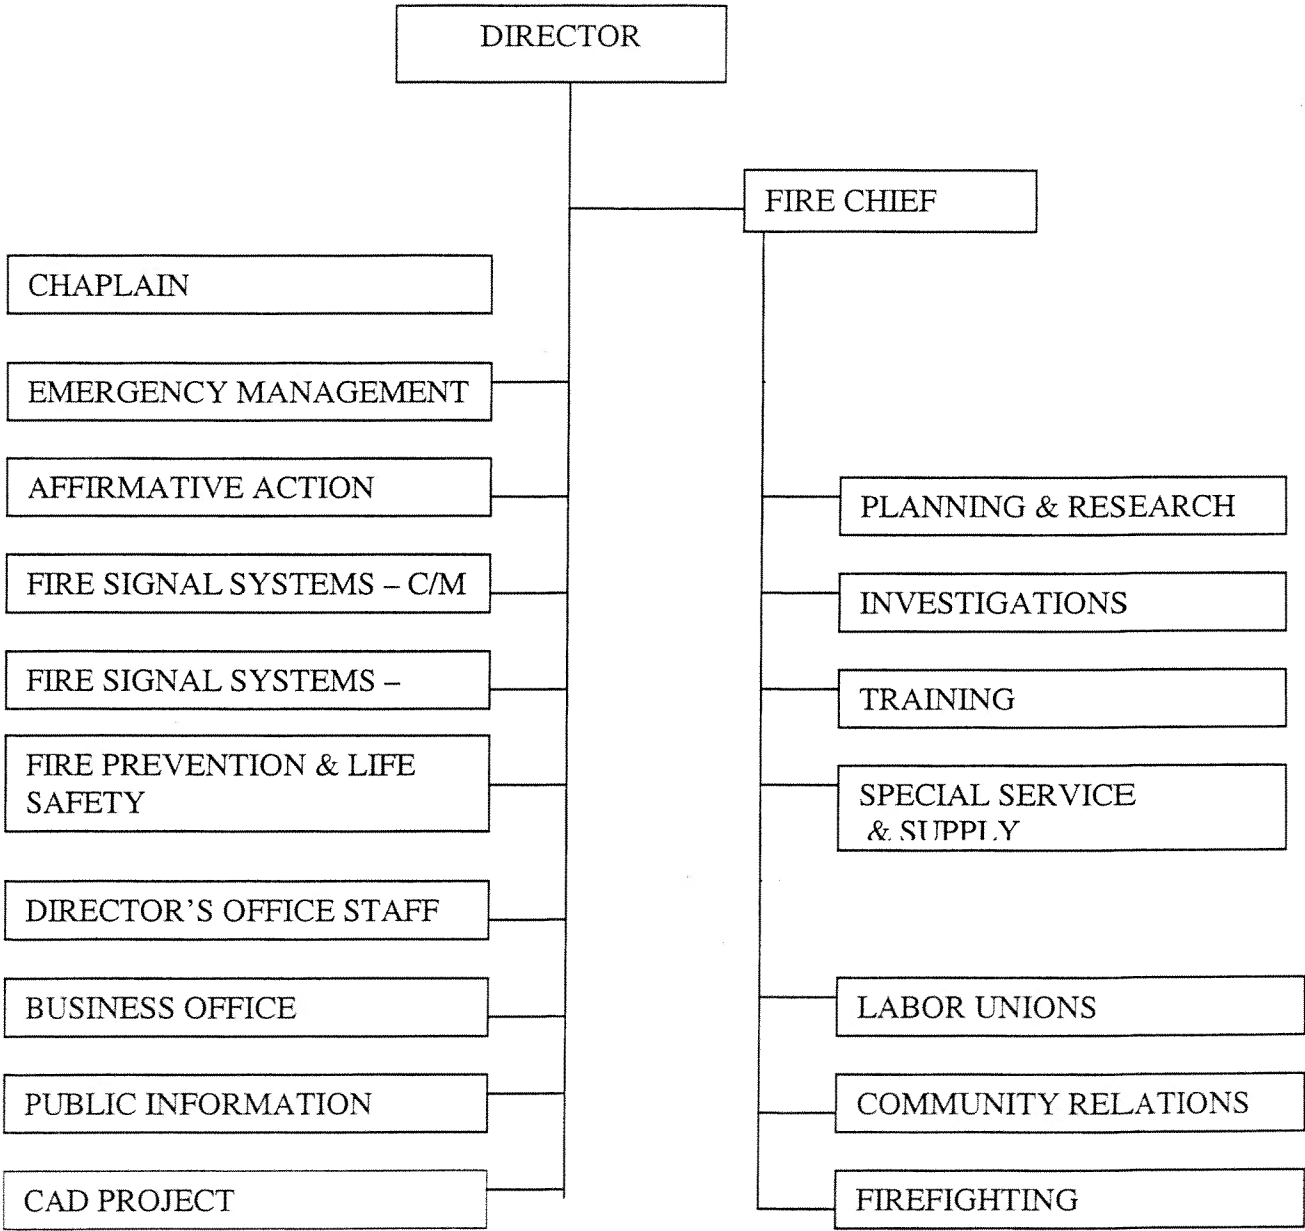 DIRECTOR
FIRE CHIEF
CHAPLAIN
EMERGENCY MANAGEMENT
AFFIRMATIVE ACTION
FIRE SIGNAL SYSTEMS – C/M
FIRE SIGNAL SYSTEMS –
FIRE PREVENTION & LIFE
SAFETY
DIRECTOR'S OFFICE STAFF
BUSINESS OFFICE
PUBLIC INFORMATION
CAD PROJECT
PLANNING & RESEARCH
INVESTIGATIONS
TRAINING
SPECIAL SERVICE
& SUPPLY
LABOR UNIONS
COMMUNITY RELATIONS
FIREFIGHTING